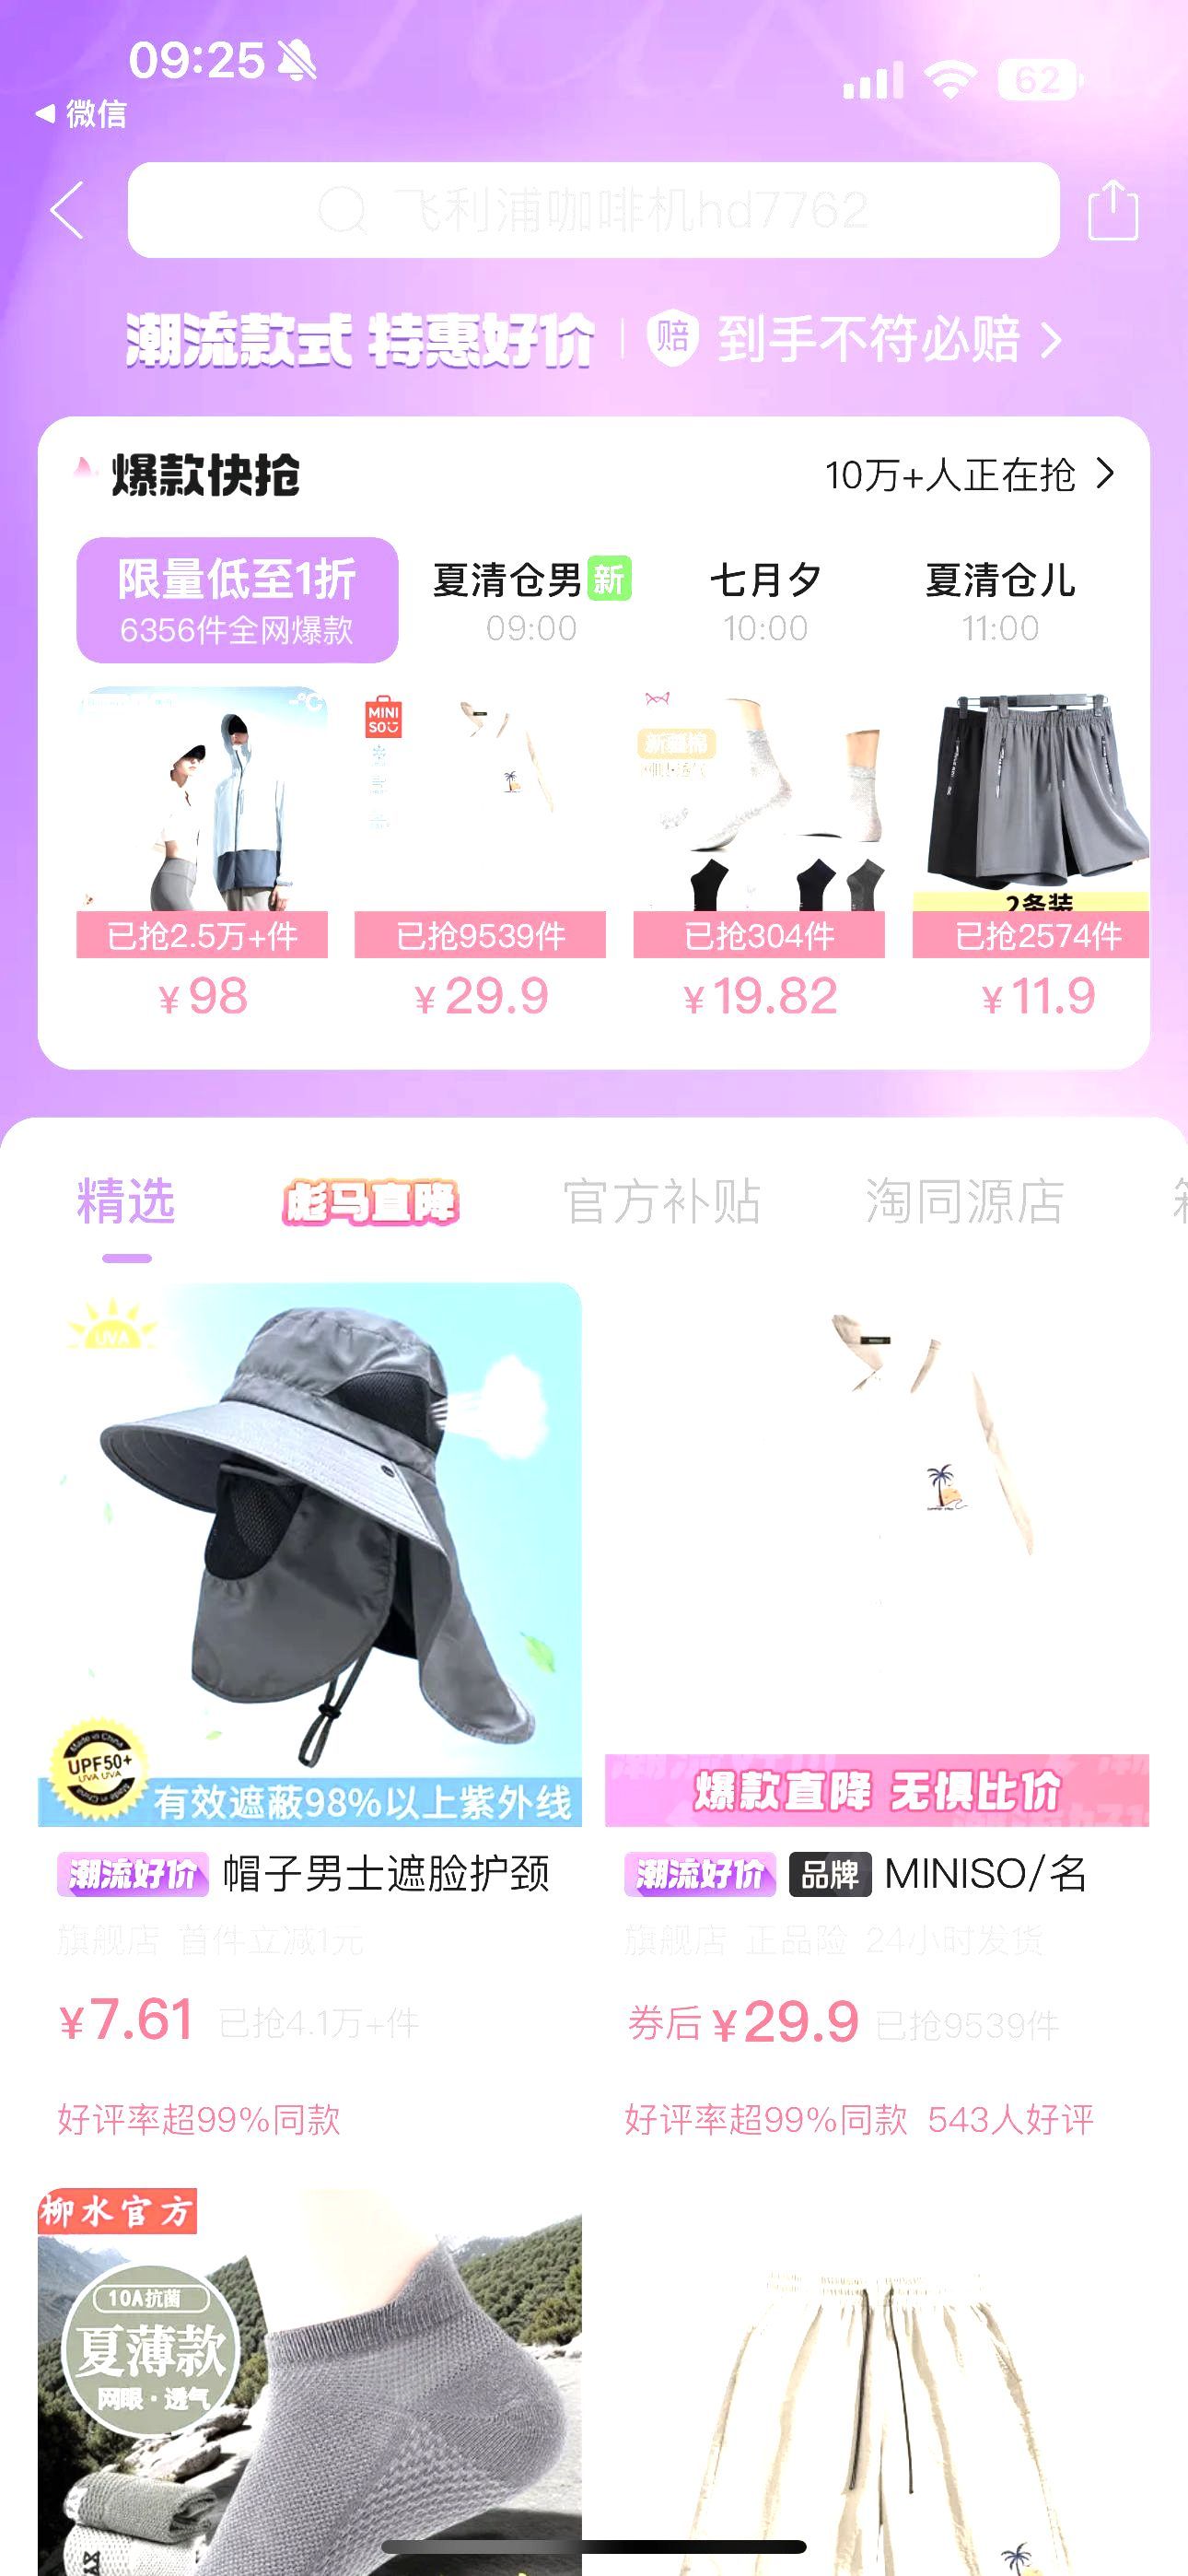 09:25
62
微信
飞利浦咖啡机hd7762
潮流款式 特惠好价
赔 到手不符必赔
爆款快抢
10万+人正在抢
限量低至1折
6356件全网爆款
夏清仓男 新
09:00
七月夕
10:00
夏清仓儿
11:00
°C
MINI
SO
新疆棉
2条装
已抢2.5万+件
已抢9539件
已抢304件
已抢2574件
¥98
¥29.9
¥19.82
¥11.9
精选
彪马直降
官方补贴
淘同源店
UVA
Made in China
UPF50+
UVA UVA
Made in China
有效遮蔽98%以上紫外线
爆款直降 无惧比价
潮流好价 帽子男士遮脸护颈
旗舰店 首件立减1元
¥7.61 已抢4.1万+件
好评率超99%同款
潮流好价 品牌 MINISO/名
旗舰店 正品险 24小时发货
券后 ¥29.9 已抢9539件
好评率超99%同款 543人好评
柳水官方
10A抗菌
夏薄款
网眼·透气